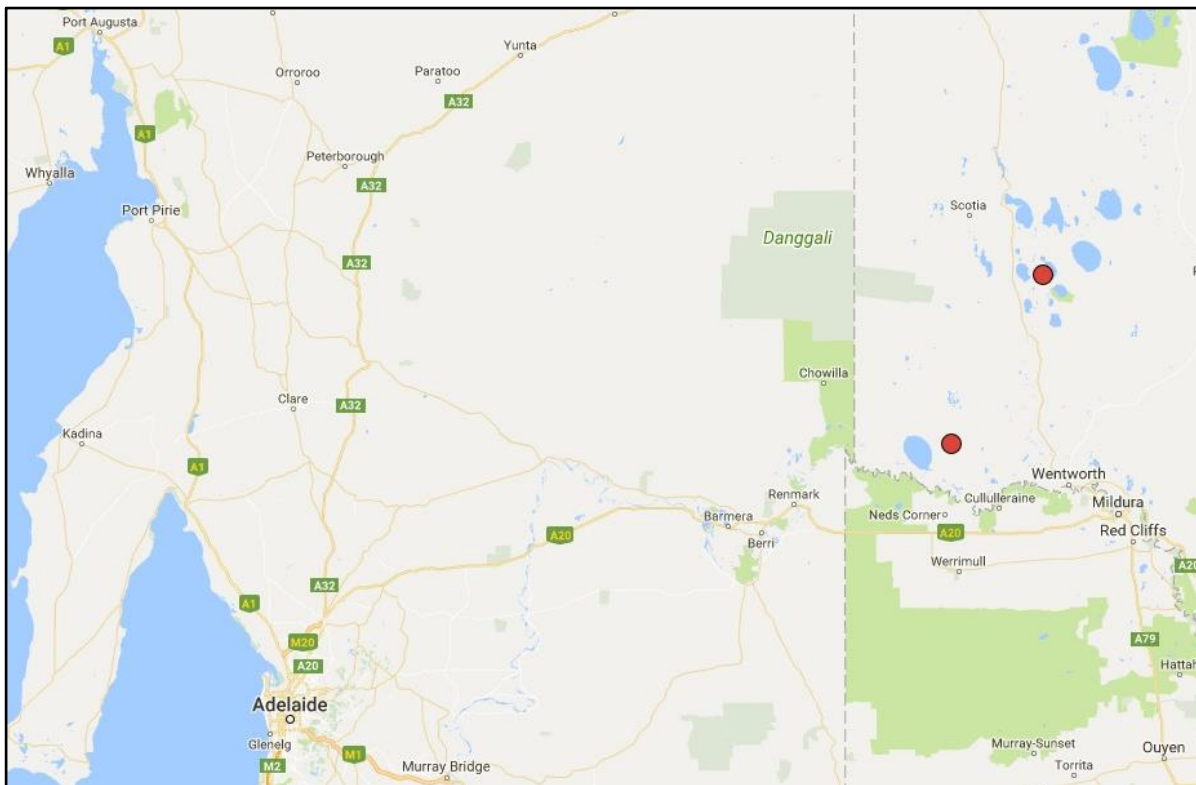 Port Augusta
A1
Yunta
Orroroo
Paratoo
A32
A1
Peterborough
Whyalla
A32
Port Pirie
Scotia
Danggali
A32
Chowilla
Clare
A32
Kadina
A1
Wentworth
Renmark
Cullulleraine
Mildura
Barmera
Neds Corner
A20
Berri
A20
Red Cliffs
Werrimull
A20
A32
A1
M20
A79
A20
Hattah
Adelaide
Glenelg
M1
Murray-Sunset
Ouyen
M2
Murray Bridge
Torrita